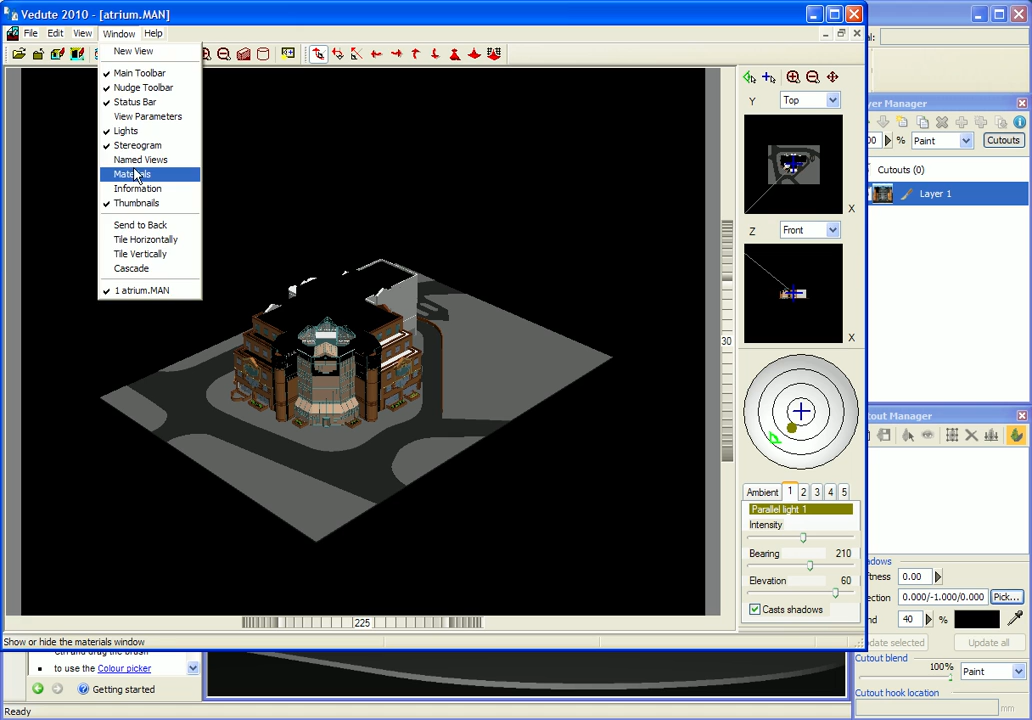 Vedute 2010 - [atrium.MAN]
File Edit View Window Help
New View
Main Toolbar
Nudge Toolbar
Status Bar
View Parameters
Lights
Stereogram
Named Views
Materials
Information
Thumbnails
Send to Back
Tile Horizontally
Tile Vertically
Cascade
1 atrium.MAN
Y Top
X
Z Front
X
30
225
Ambient 1 2 3 4 5
Parallel light 1
Intensity
Bearing 210
Elevation 60
Casts shadows
Show or hide the materials window
al:
yer Manager
00 % Paint Cutouts
Cutouts (0)
Layer 1
utout Manager
adows
ftness 0.00
ection 0.000/-1.000/0.000 Pick...
nd 40 %
date selected Update all
Cutout blend
100% Paint
Cutout hook location
mm
to use the Colour picker
Getting started
Ready